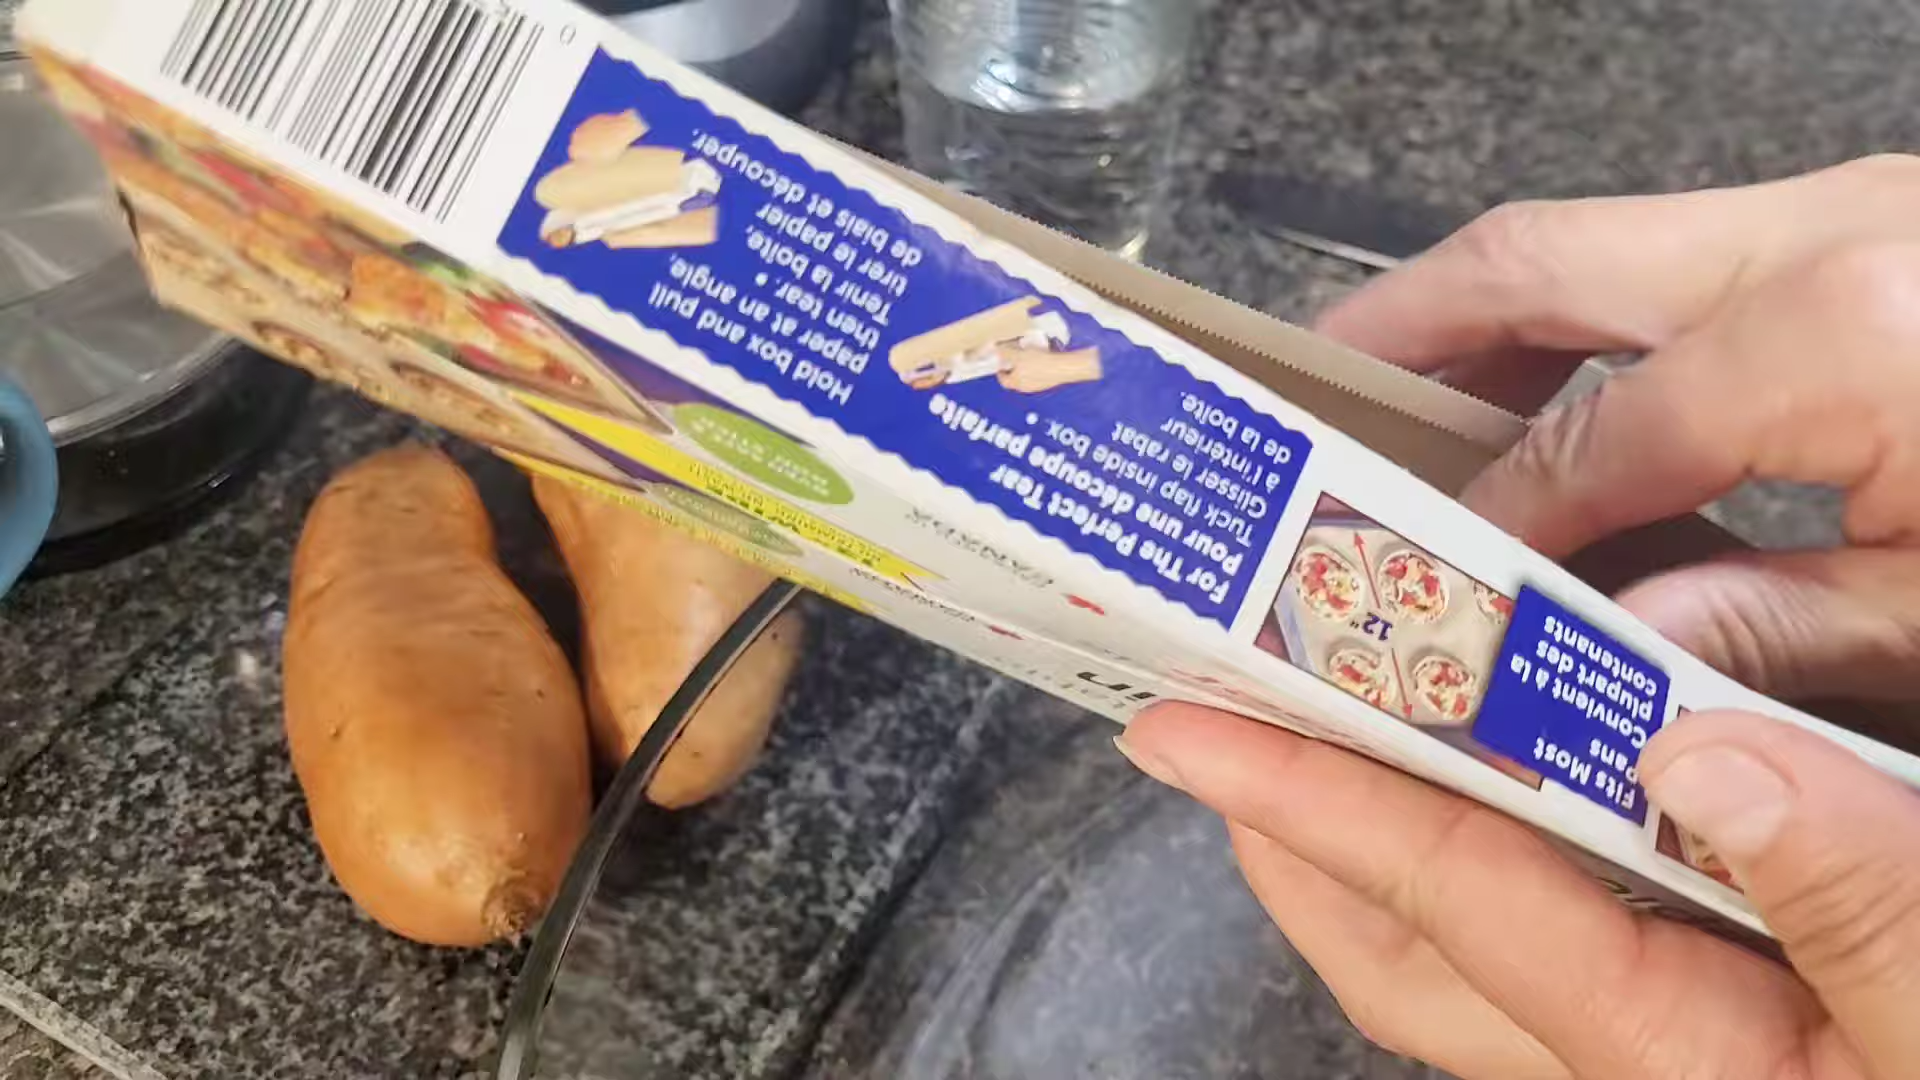 For The Perfect Tear
Pour une découpe parfaite
Tuck flap inside box. •
Glisser le rabat
à l'intérieur
de la boîte.
Hold box and pull
paper at an angle,
then tear. •
Tenir la boîte,
tirer le papier
de biais et découper.
Fits Most
Pans
Convient à la
plupart des
contenants
12"
0